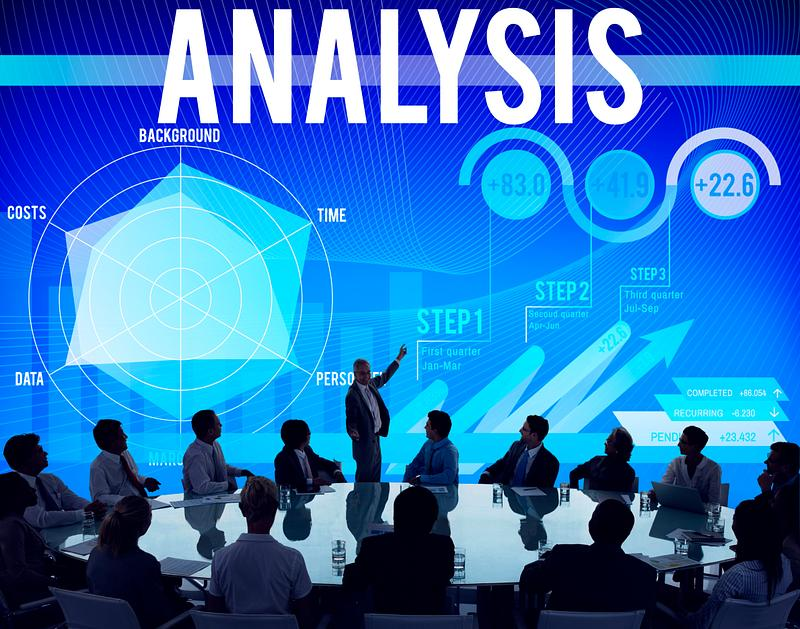 ANALYSIS
BACKGROUND
COSTS
TIME
DATA
+83.0
+41.9
+22.6
STEP 1
First quarter
Jan-Mar
STEP 2
Secoud quarter
Apr-Jun
STEP 3
Third quarter
Jul-Sep
+22.6
COMPLETED +86.054
RECURRING -6.230
+23.432